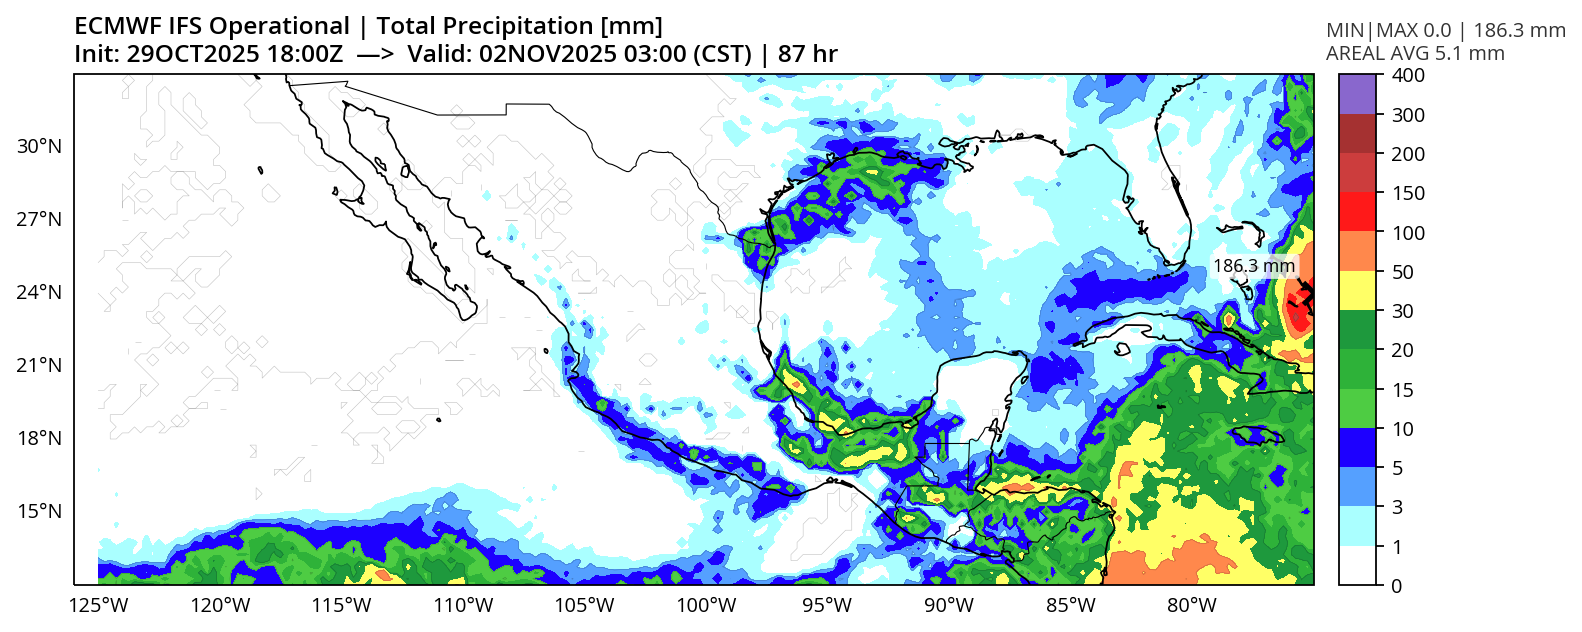 ECMWF IFS Operational | Total Precipitation [mm]
Init: 29OCT2025 18:00Z —> Valid: 02NOV2025 03:00 (CST) | 87 hr
MIN|MAX 0.0 | 186.3 mm
AREAL AVG 5.1 mm
400
300
200
150
100
50
30
20
15
10
5
3
1
0
30°N
27°N
24°N
21°N
18°N
15°N
186.3 mm
125°W
120°W
115°W
110°W
105°W
100°W
95°W
90°W
85°W
80°W